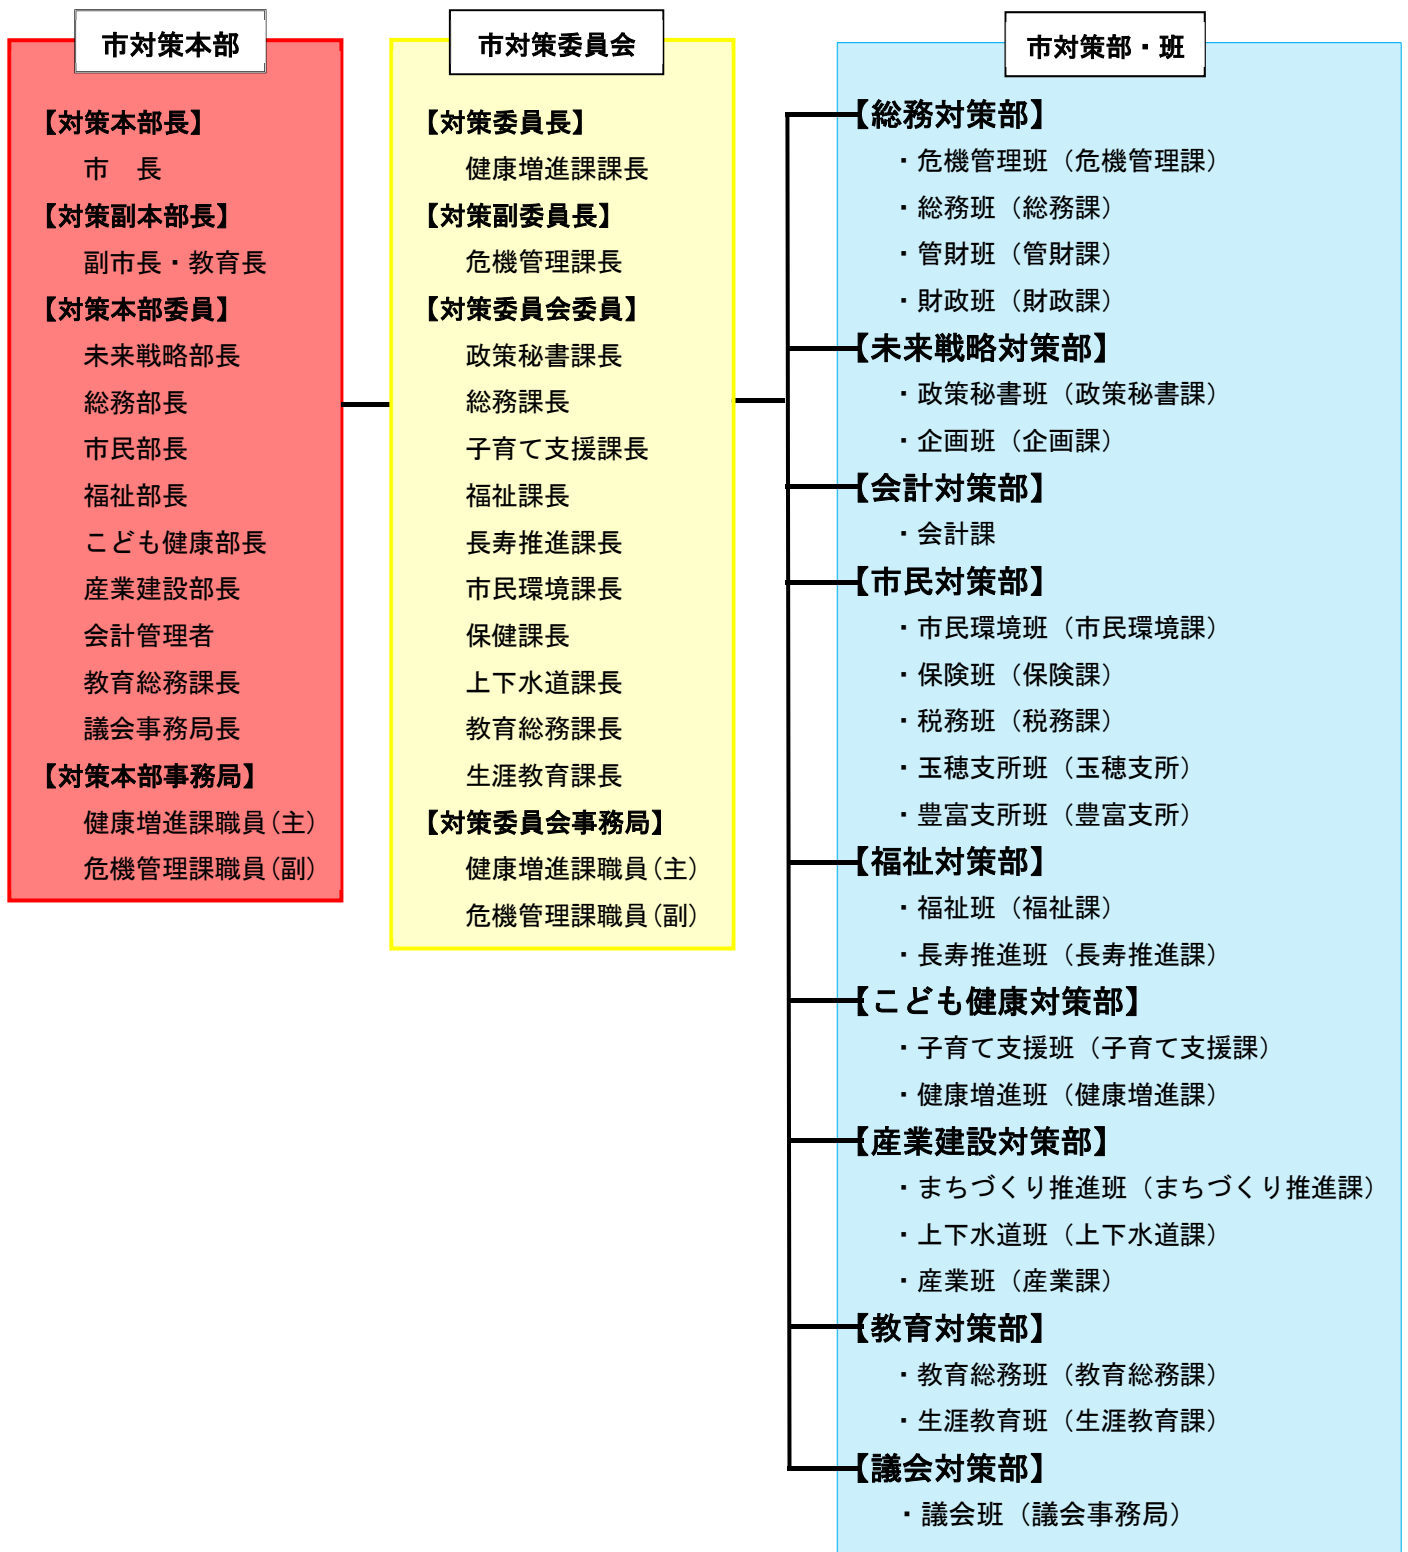 市対策本部
【対策本部長】
市　長
【対策副本部長】
副市長・教育長
【対策本部委員】
未来戦略部長
総務部長
市民部長
福祉部長
こども健康部長
産業建設部長
会計管理者
教育総務課長
議会事務局長
【対策本部事務局】
健康増進課職員(主)
危機管理課職員(副)
市対策委員会
【対策委員長】
健康増進課課長
【対策副委員長】
危機管理課長
【対策委員会委員】
政策秘書課長
総務課長
子育て支援課長
福祉課長
長寿推進課長
市民環境課長
保健課長
上下水道課長
教育総務課長
生涯教育課長
【対策委員会事務局】
健康増進課職員(主)
危機管理課職員(副)
市対策部・班
【総務対策部】
・危機管理班（危機管理課）
・総務班（総務課）
・管財班（管財課）
・財政班（財政課）
【未来戦略対策部】
・政策秘書班（政策秘書課）
・企画班（企画課）
【会計対策部】
・会計課
【市民対策部】
・市民環境班（市民環境課）
・保険班（保険課）
・税務班（税務課）
・玉穂支所班（玉穂支所）
・豊富支所班（豊富支所）
【福祉対策部】
・福祉班（福祉課）
・長寿推進班（長寿推進課）
【こども健康対策部】
・子育て支援班（子育て支援課）
・健康増進班（健康増進課）
【産業建設対策部】
・まちづくり推進班（まちづくり推進課）
・上下水道班（上下水道課）
・産業班（産業課）
【教育対策部】
・教育総務班（教育総務課）
・生涯教育班（生涯教育課）
【議会対策部】
・議会班（議会事務局）